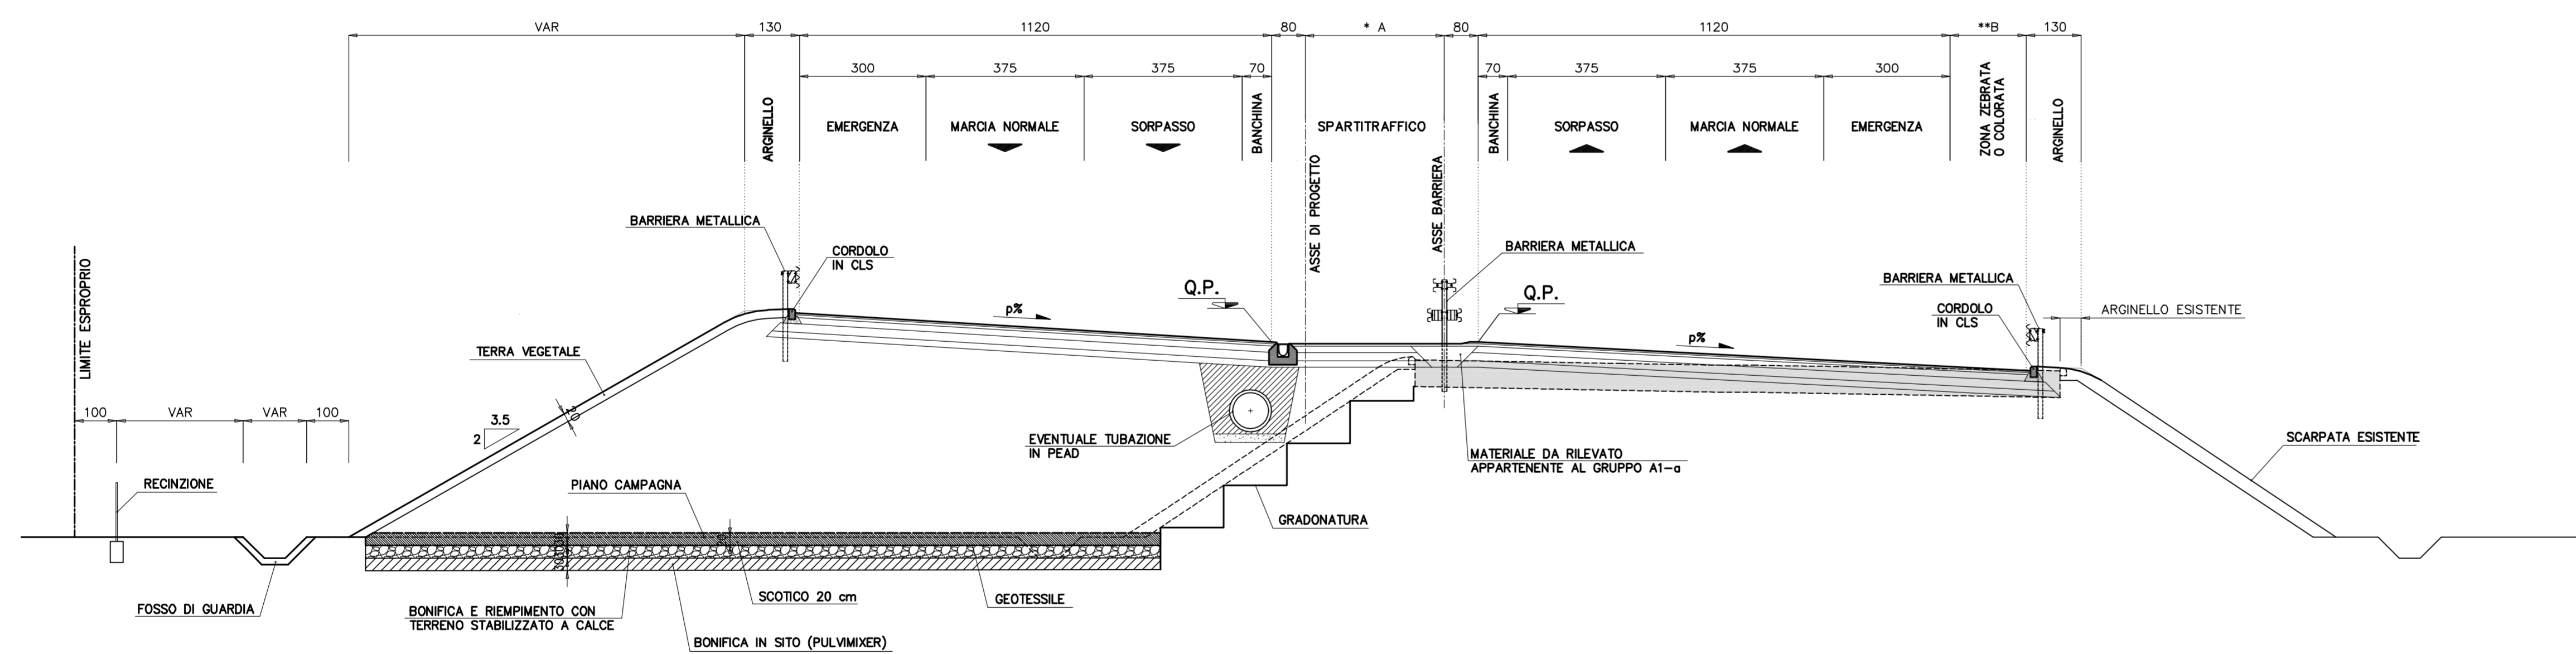 VAR
130
1120
80
* A
80
1120
**B
130
300
375
375
70
70
375
375
300
ARGINELLO
EMERGENZA
MARCIA NORMALE
SORPASSO
BANCHINA
SPARTITRAFFICO
BANCHINA
SORPASSO
MARCIA NORMALE
EMERGENZA
ZONA ZEBRATA
O COLORATA
ARGINELLO
ASSE DI PROGETTO
ASSE BARRIERA
BARRIERA METALLICA
CORDOLO
IN CLS
Q.P.
BARRIERA METALLICA
Q.P.
BARRIERA METALLICA
CORDOLO
IN CLS
ARGINELLO ESISTENTE
p%
p%
LIMITE ESPROPRIO
TERRA VEGETALE
100
VAR
VAR
100
3.5
2
EVENTUALE TUBAZIONE
IN PEAD
MATERIALE DA RILEVATO
APPARTENENTE AL GRUPPO A1-a
SCARPATA ESISTENTE
RECINZIONE
PIANO CAMPAGNA
GRADONATURA
20
FOSSO DI GUARDIA
BONIFICA E RIEMPIMENTO CON
TERRENO STABILIZZATO A CALCE
SCOTICO 20 cm
GEOTESSILE
BONIFICA IN SITO (PULVIMIXER)